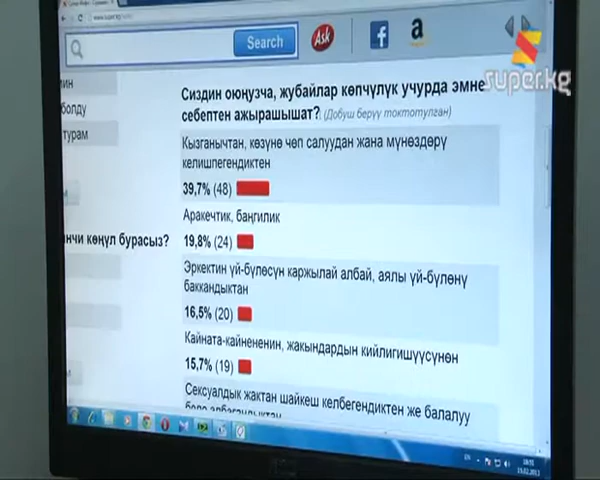 Search
Ask
f
a
super.kg
болду
турам
нчи көңүл бурасыз?
Сиздин оюңузча, жубайлар көпчүлүк учурда эмне
себептен ажырашышат? (Добуш берүү токтотулган)
Кызганычтан, көзүнө чөп салуудан жана мүнөздөрү
келишпегендиктен
39,7% (48)
Аракечтик, баңгилик
19,8% (24)
Эркектин үй-бүлөсүн каржылай албай, аялы үй-бүлөнү
баккандыктан
16,5% (20)
Кайната-кайнененин, жакындардын кийлигишүүсүнөн
15,7% (19)
Сексуалдык жактан шайкеш келбегендиктен же балалуу